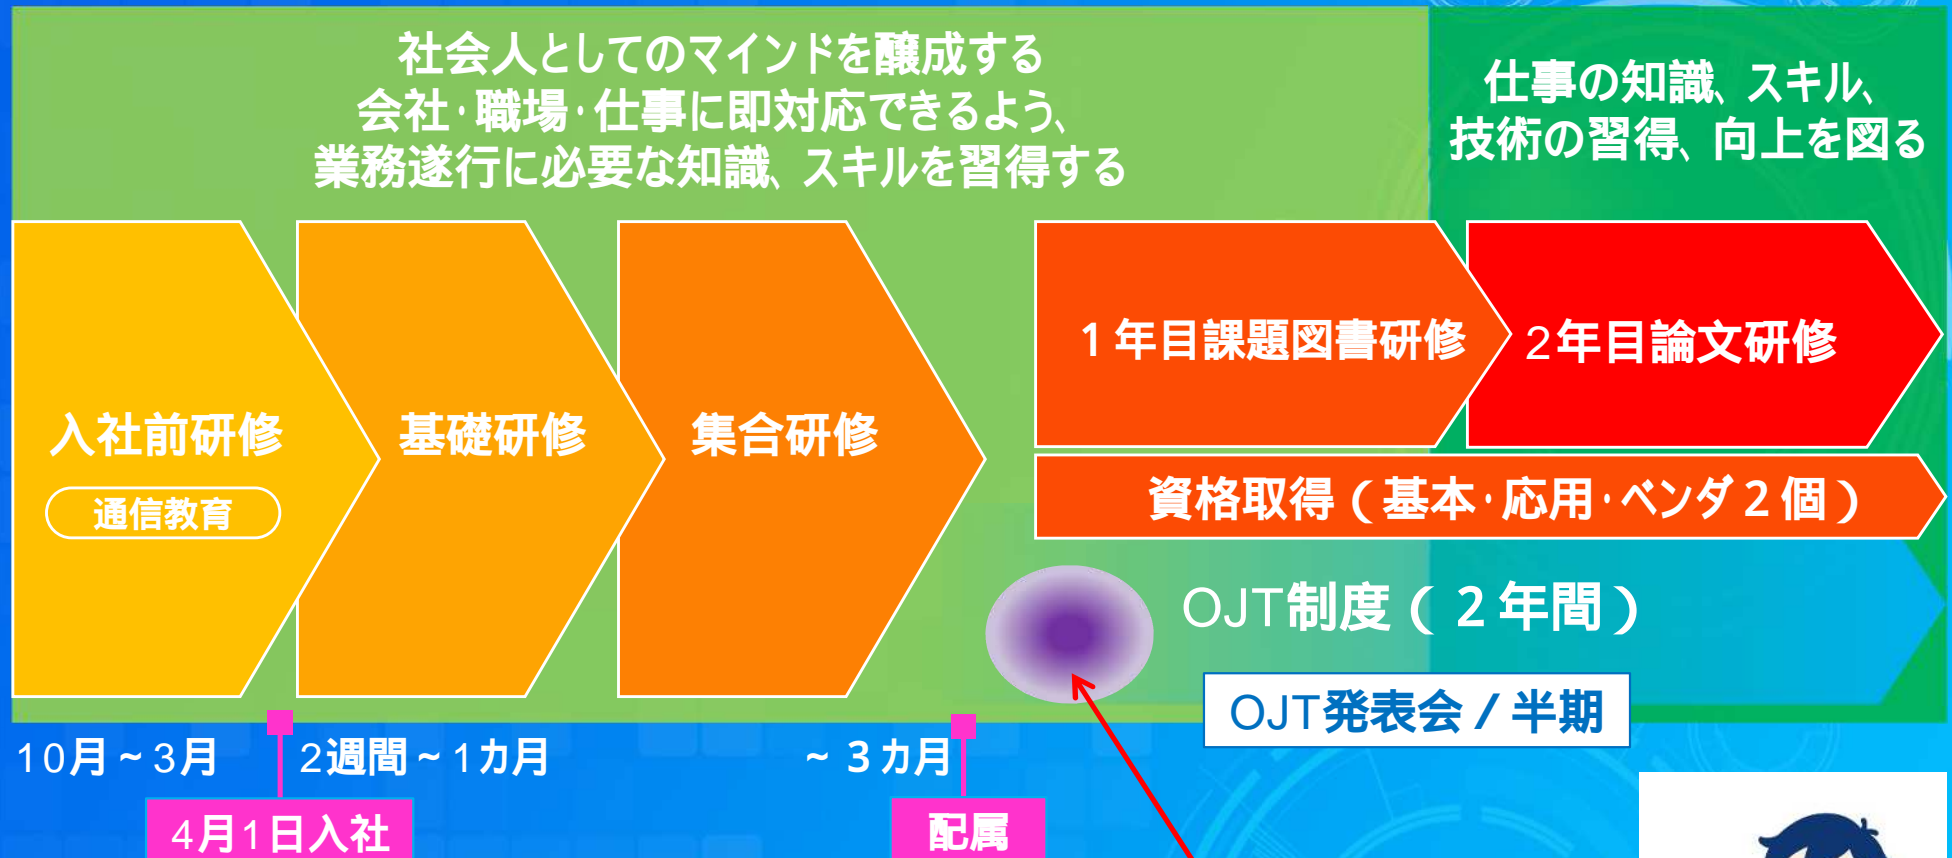 社会人としてのマインドを醸成する
会社･職場･仕事に即対応できるよう、
業務遂行に必要な知識、スキルを習得する
仕事の知識、スキル、
技術の習得、向上を図る
入社前研修
通信教育
基礎研修
集合研修
１年目課題図書研修
2年目論文研修
資格取得（基本･応用･ベンダ２個）
OJT制度（２年間）
OJT発表会／半期
10月～3月
2週間～1カ月
～３カ月
4月1日入社
配属